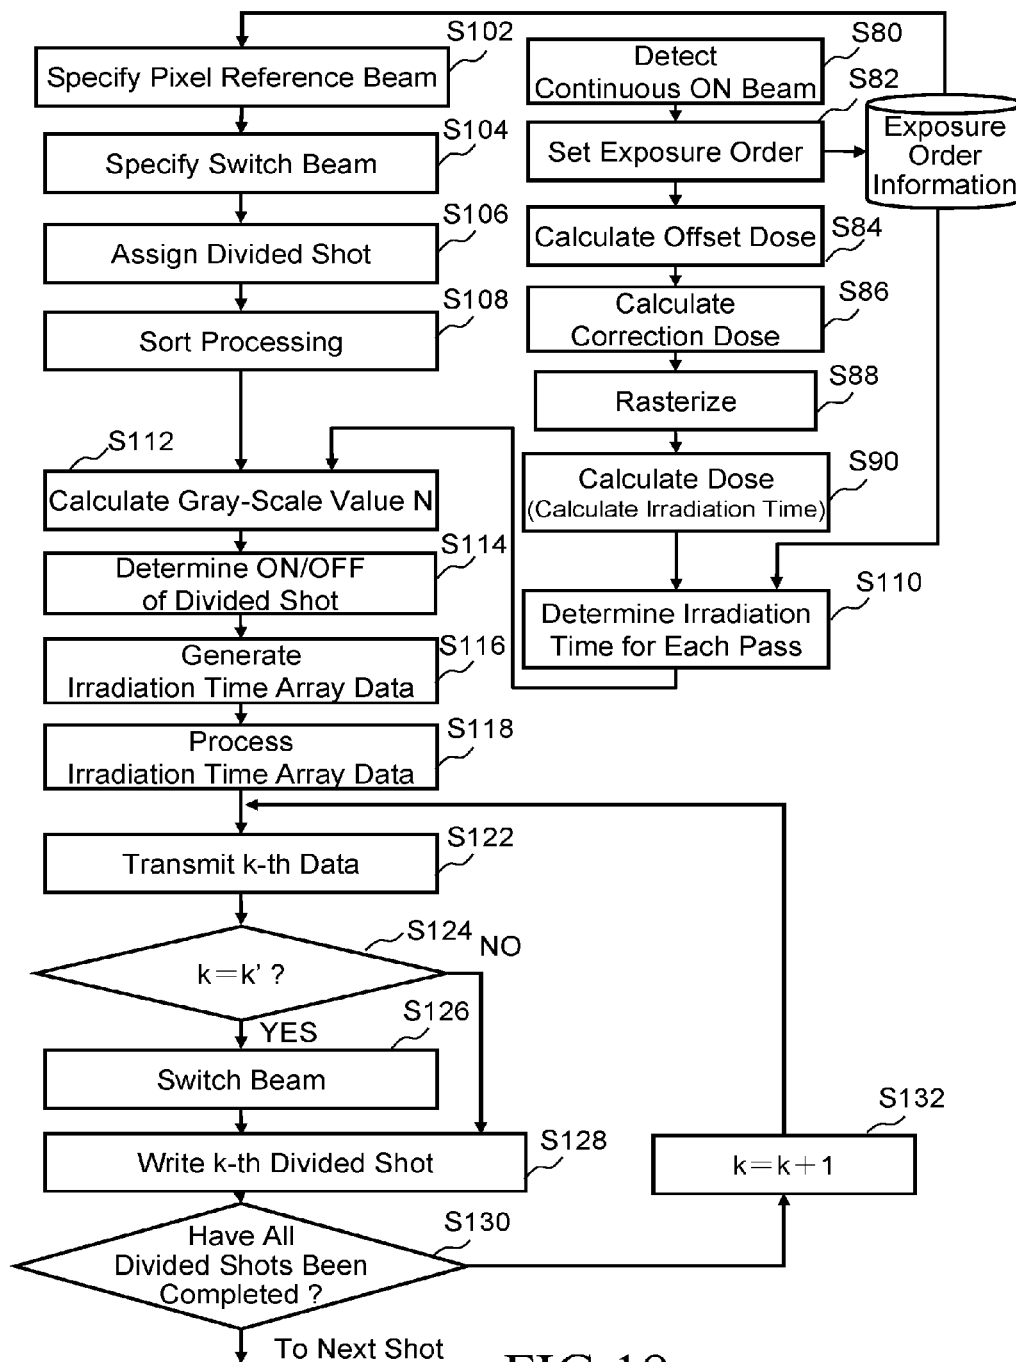 S102
Specify Pixel Reference Beam
S104
Specify Switch Beam
S106
Assign Divided Shot
S108
Sort Processing
S80
Detect
Continuous ON Beam
S82
Set Exposure Order
Exposure
Order
Information
S84
Calculate Offset Dose
S86
Calculate
Correction Dose
S88
Rasterize
S90
Calculate Dose
(Calculate Irradiation Time)
S110
Determine Irradiation
Time for Each Pass
S112
Calculate Gray-Scale Value N
S114
Determine ON/OFF
of Divided Shot
S116
Generate
Irradiation Time Array Data
S118
Process
Irradiation Time Array Data
S122
Transmit k-th Data
S124
k=k' ?
NO
YES
S126
Switch Beam
S128
Write k-th Divided Shot
S130
Have All
Divided Shots Been
Completed ?
S132
k=k+1
To Next Shot